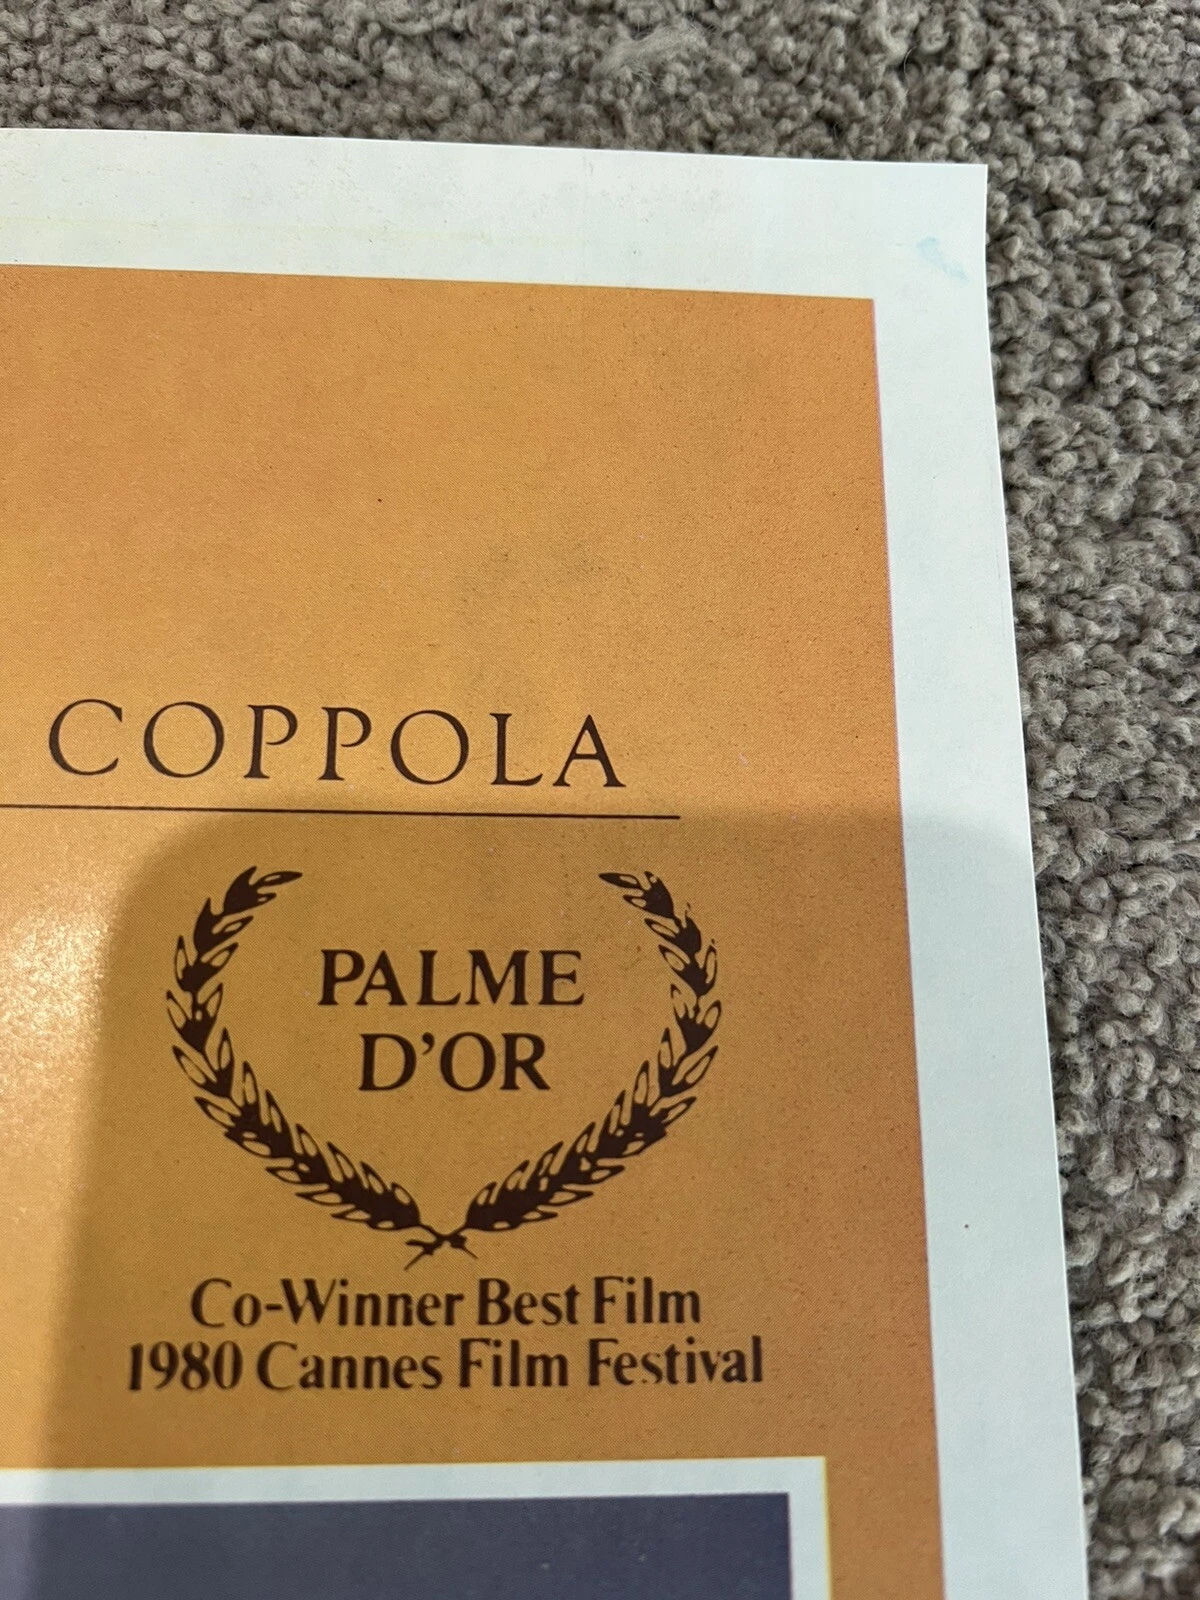 COPPOLA
PALME
D'OR
Co-Winner Best Film
1980 Cannes Film Festival